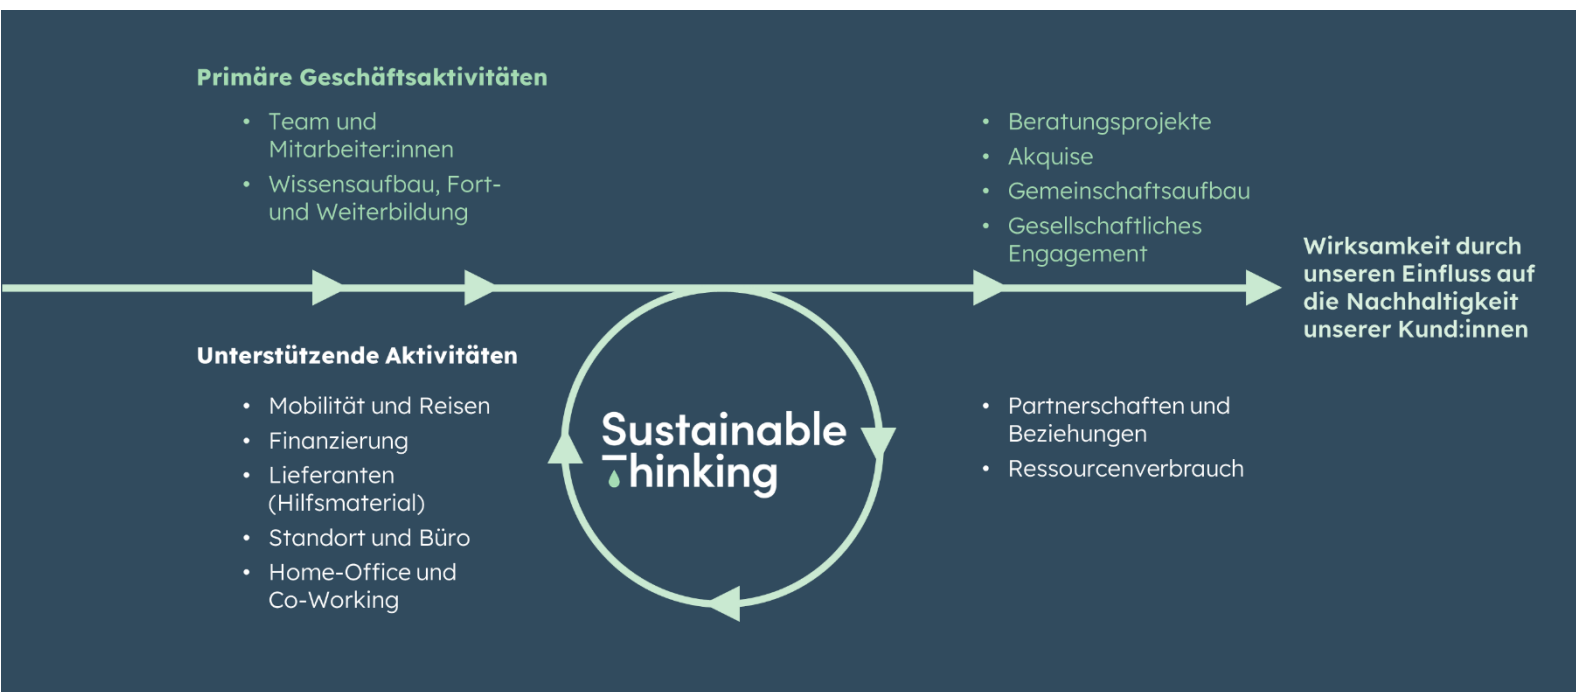 Primäre Geschäftsaktivitäten
• Team und
Mitarbeiter:innen
• Wissensaufbau, Fort-
und Weiterbildung
• Beratungsprojekte
• Akquise
• Gemeinschaftsaufbau
• Gesellschaftliches
Engagement
Wirksamkeit durch
unseren Einfluss auf
die Nachhaltigkeit
unserer Kund:innen
Unterstützende Aktivitäten
• Mobilität und Reisen
• Finanzierung
• Lieferanten
(Hilfsmaterial)
• Standort und Büro
• Home-Office und
Co-Working
Sustainable
Thinking
• Partnerschaften und
Beziehungen
• Ressourcenverbrauch